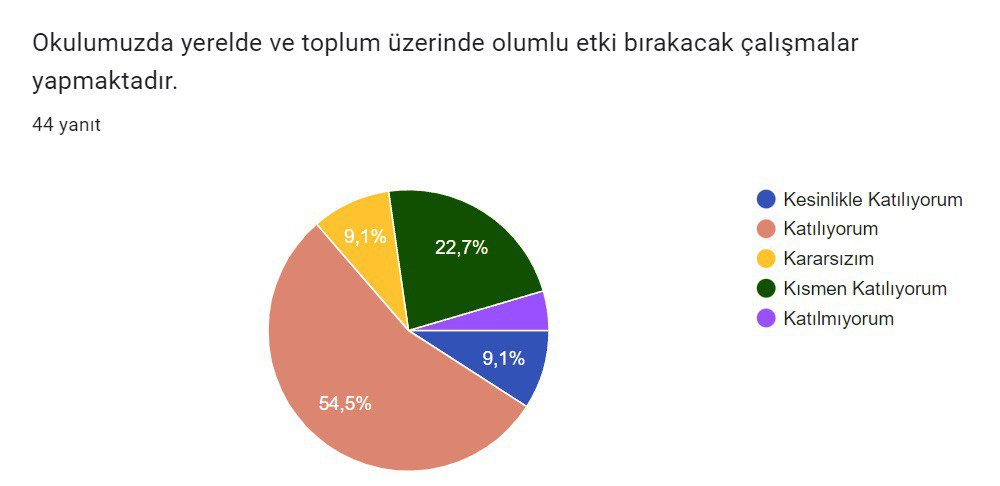 Okulumuzda yerelde ve toplum üzerinde olumlu etki bırakacak çalışmalar
yapmaktadır.
44 yanıt
9,1%
22,7%
9,1%
54,5%
Kesinlikle Katılıyorum
Katılıyorum
Kararsızım
Kısmen Katılıyorum
Katılmıyorum